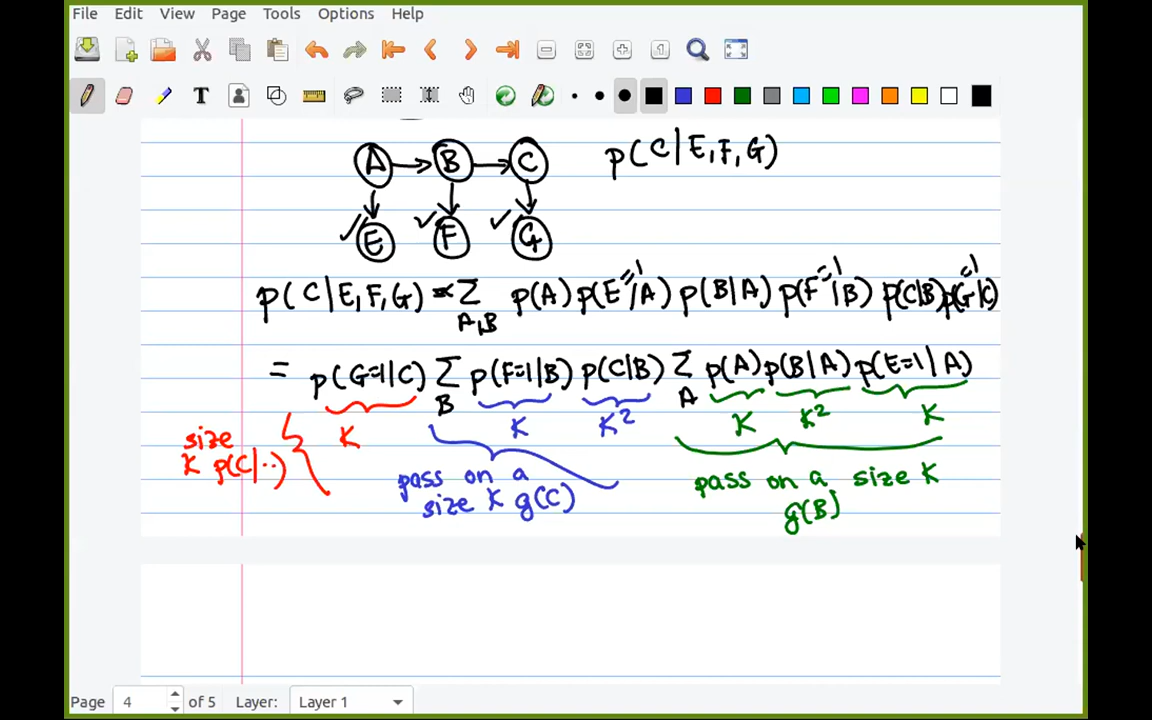 File Edit View Page Tools Options Help
T
A → B → C p(C|E,F,G)
E F G
p(C|E,F,G) ∝ Σ p(A)p(E=1|A) p(B|A) p(F=1|B) p(C|B)p(G=1|C)
A,B
= p(G=1|C) Σ p(F=1|B) p(C|B) Σ p(A)p(B|A)p(E=1|A)
B A
K K K² K K² K
size
K p(C|..)
pass on a
size K g(C)
pass on a size K
g(B)
Page 4 of 5 Layer: Layer 1